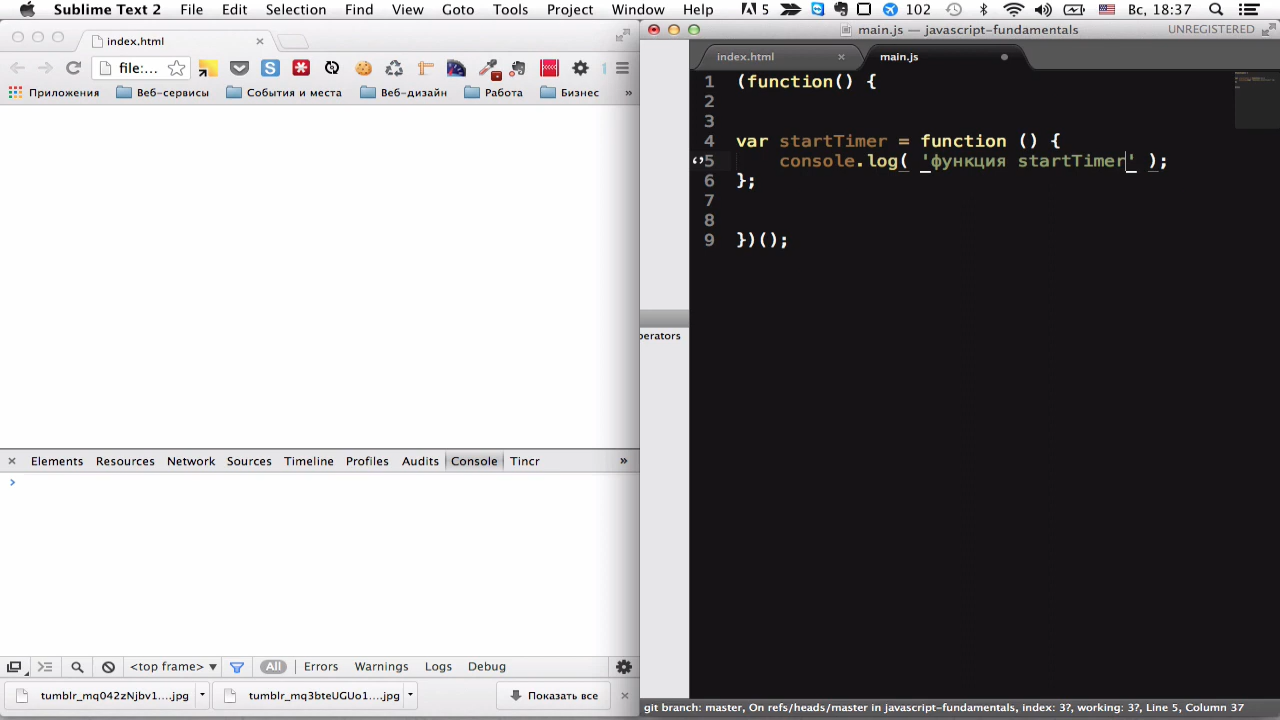 Sublime Text 2 File Edit Selection Find View Goto Tools Project Window Help 5 102 Вс, 18:37
index.html
main.js — javascript-fundamentals UNREGISTERED
file:...
index.html main.js
1 (function() {
2
3
4 var startTimer = function () {
5 console.log( 'функция startTimer' );
6 };
7
8
9 })();
Веб-сервисы События и места Веб-дизайн Работа Бизнес »
perators
Elements Resources Network Sources Timeline Profiles Audits Console Tincr »
>
<top frame> All Errors Warnings Logs Debug
tumblr_mq042zNjbv1....jpg tumblr_mq3bteUGUo1....jpg Показать все
git branch: master, On refs/heads/master in javascript-fundamentals, index: 3?, working: 3?, Line 5, Column 37